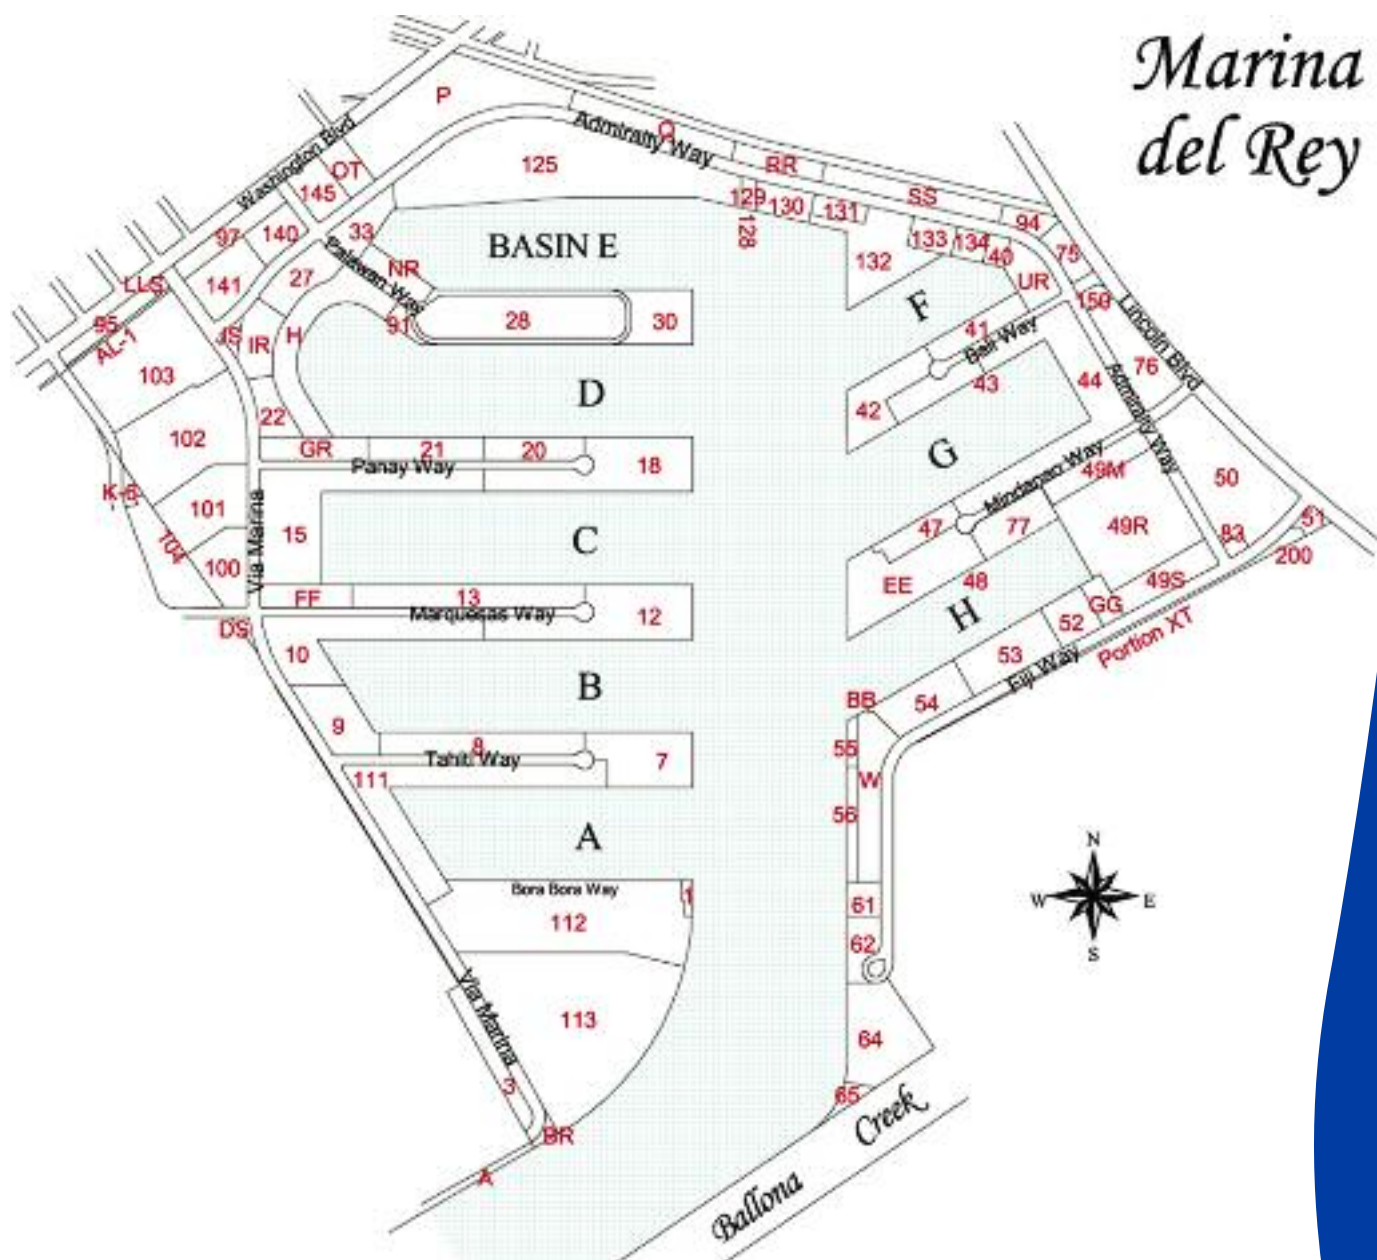 Marina
del Rey
P
Washington Blvd
Admiralty Way
Q
OT
145
125
RR
SS
129
130
131
128
94
75
97
140
33
BASIN E
133
134
40
132
NR
27
LLS
141
Palawan Way
UR
F
150
Lincoln Blvd
95
AL-1
JS
IR
H
91
28
30
41
Bali Way
76
103
43
44
Admiralty Way
D
42
22
102
GR
21
20
18
Panay Way
G
Mindanao Way
49M
50
K-6
101
15
Via Marina
47
77
49R
51
83
104
100
C
200
EE
48
49S
FF
13
12
Marquesas Way
GG
H
52
DS
Portion XT
10
53
Fiji Way
B
BB
54
9
8
7
55
Tahiti Way
111
W
56
A
N
W
E
S
Bora Bora Way
1
112
61
62
Via Marina
113
64
3
65
Creek
BR
A
Ballona